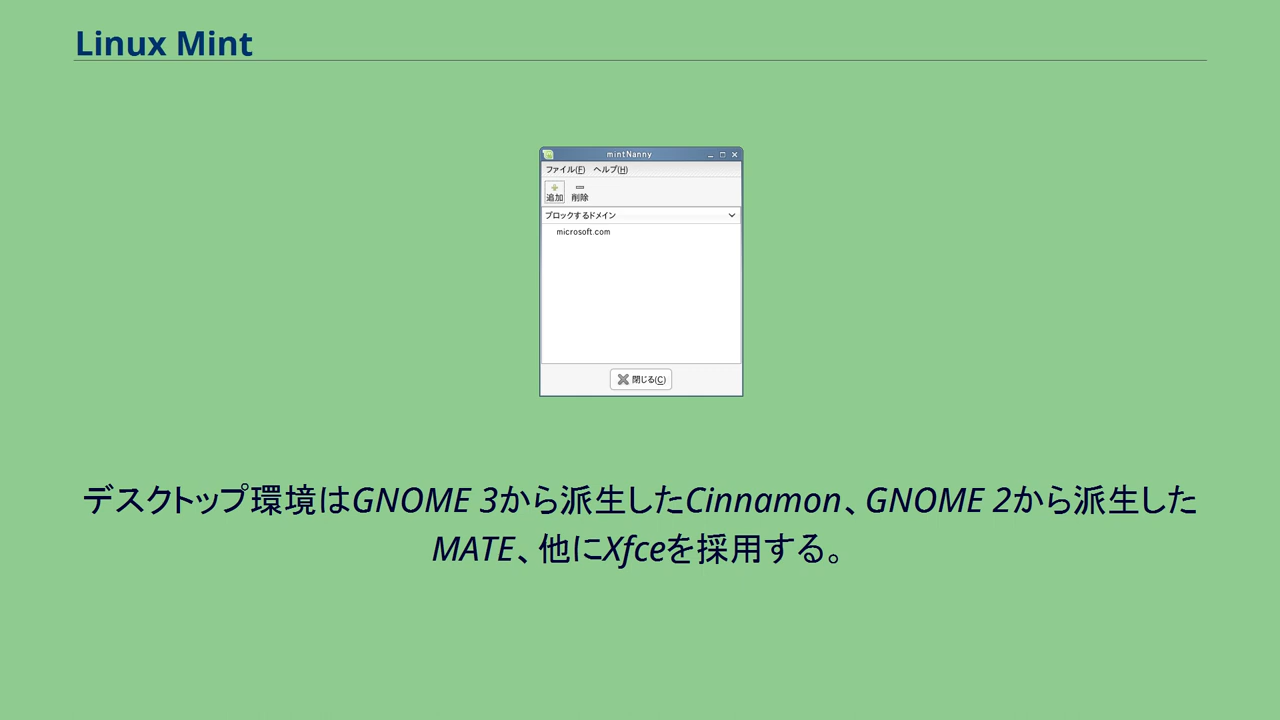 Linux Mint
mintNanny
ファイル(F) ヘルプ(H)
追加 削除
ブロックするドメイン
microsoft.com
閉じる(C)
デスクトップ環境はGNOME 3から派生したCinnamon、GNOME 2から派生した
MATE、他にXfceを採用する。